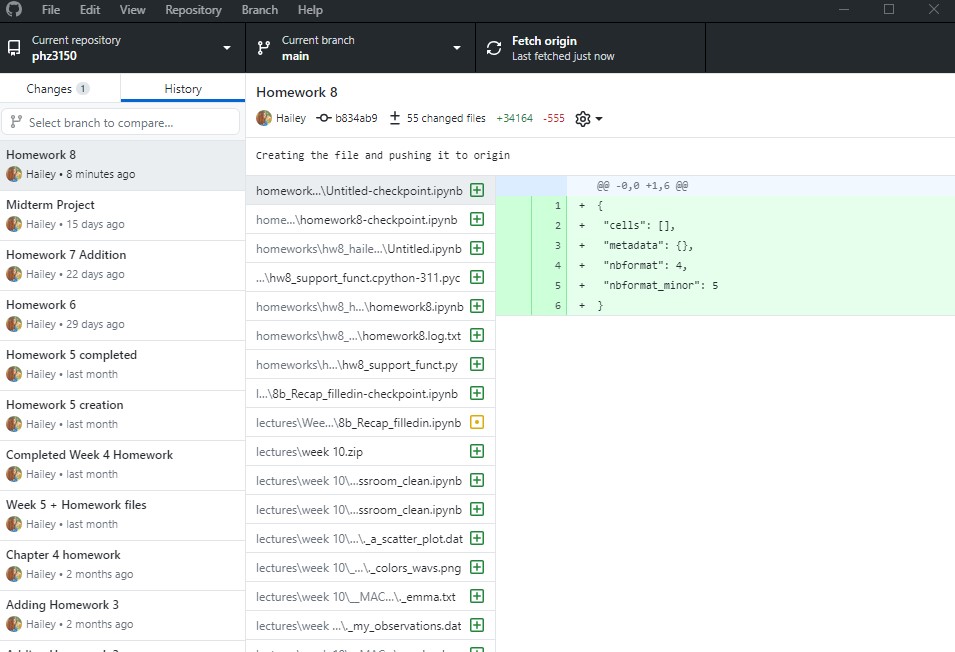 File Edit View Repository Branch Help
Current repository
phz3150
Current branch
main
Fetch origin
Last fetched just now
Changes 1
History
Select branch to compare...
Homework 8
Hailey • 8 minutes ago
Midterm Project
Hailey • 15 days ago
Homework 7 Addition
Hailey • 22 days ago
Homework 6
Hailey • 29 days ago
Homework 5 completed
Hailey • last month
Homework 5 creation
Hailey • last month
Completed Week 4 Homework
Hailey • last month
Week 5 + Homework files
Hailey • last month
Chapter 4 homework
Hailey • 2 months ago
Adding Homework 3
Hailey • 2 months ago
Homework 8
Hailey b834ab9 55 changed files +34164 -555
Creating the file and pushing it to origin
homework...\Untitled-checkpoint.ipynb
home...\homework8-checkpoint.ipynb
homeworks\hw8_haile...\Untitled.ipynb
...\hw8_support_funct.cpython-311.pyc
homeworks\hw8_h...\homework8.ipynb
homeworks\hw8_...\homework8.log.txt
homeworks\h...\hw8_support_funct.py
l...\8b_Recap_filledin-checkpoint.ipynb
lectures\Wee...\8b_Recap_filledin.ipynb
lectures\week 10.zip
lectures\week 10\...ssroom_clean.ipynb
lectures\week 10\...ssroom_clean.ipynb
lectures\week 10\...\._a_scatter_plot.dat
lectures\week 10\_...\._colors_wavs.png
lectures\week 10\__MAC...\._emma.txt
lectures\week ...\._my_observations.dat
@@ -0,0 +1,6 @@
1 + {
2 + "cells": [],
3 + "metadata": {},
4 + "nbformat": 4,
5 + "nbformat_minor": 5
6 + }